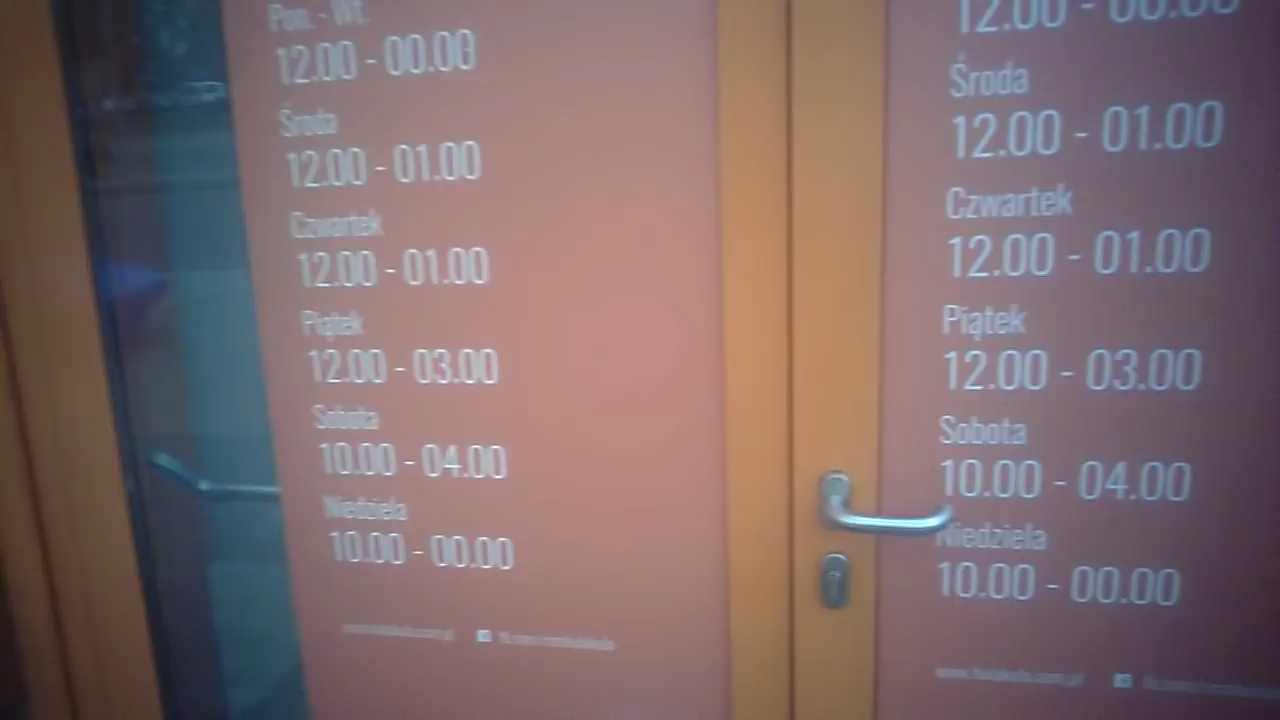 Pon. - Wt.
12.00 - 00.00
Środa
12.00 - 01.00
Czwartek
12.00 - 01.00
Piątek
12.00 - 03.00
Sobota
10.00 - 04.00
Niedziela
10.00 - 00.00
12.00 - 00.00
Środa
12.00 - 01.00
Czwartek
12.00 - 01.00
Piątek
12.00 - 03.00
Sobota
10.00 - 04.00
Niedziela
10.00 - 00.00